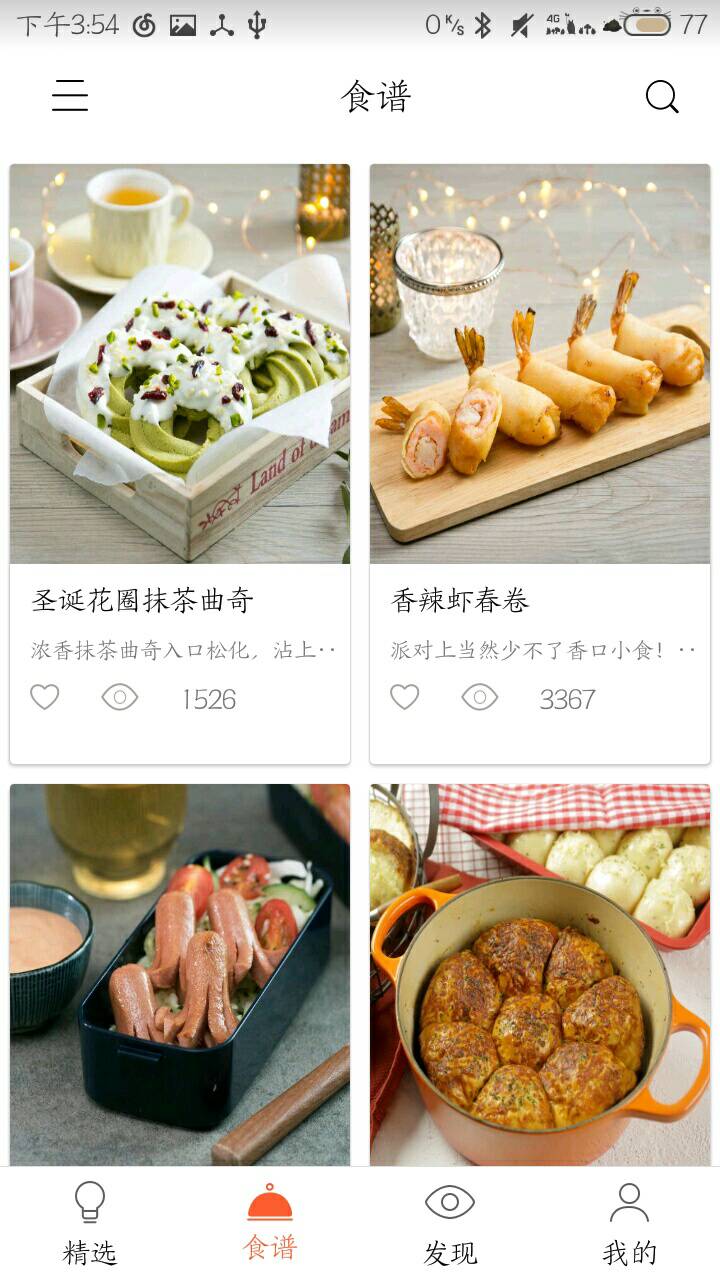 下午3:54
0 K/s 4G 77
食谱
Land of
圣诞花圈抹茶曲奇
浓香抹茶曲奇入口松化，沾上··
1526
香辣虾春卷
派对上当然少不了香口小食！··
3367
精选
食谱
发现
我的